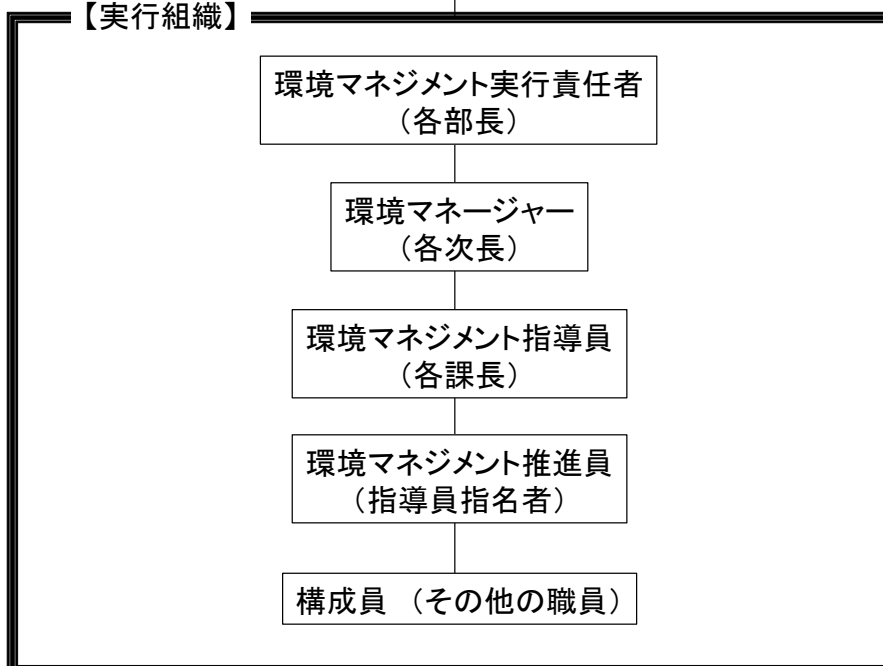 【実行組織】
環境マネジメント実行責任者
（各部長）
環境マネージャー
（各次長）
環境マネジメント指導員
（各課長）
環境マネジメント推進員
（指導員指名者）
構成員　（その他の職員）